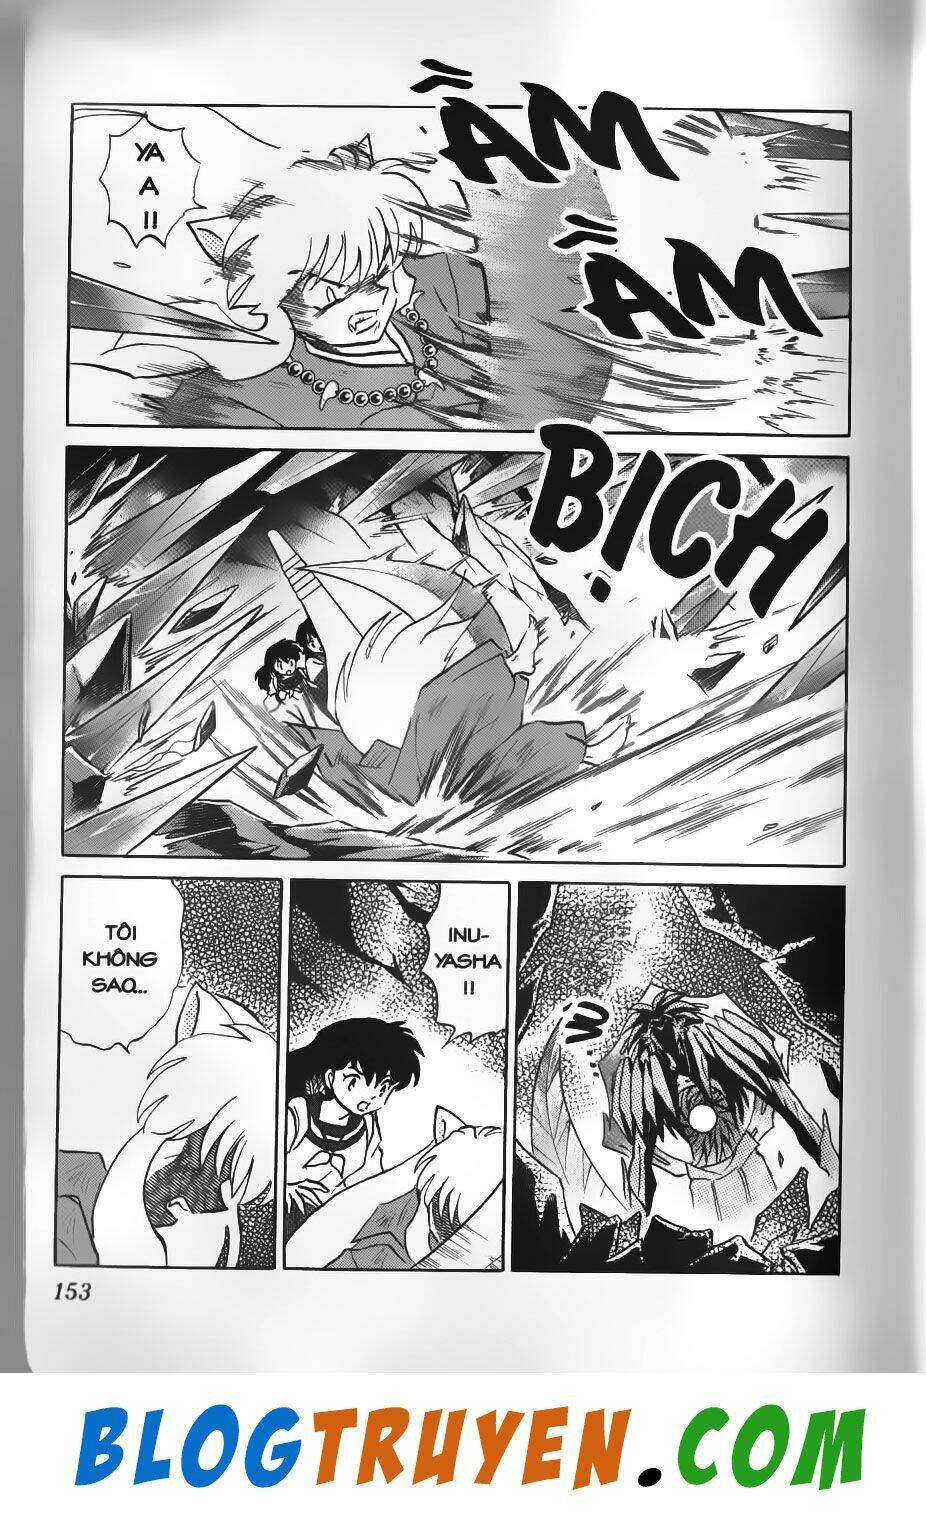 ẦM
ẦM
YA
A
!!
BỊCH
INU-
YASHA
!!
TÔI
KHÔNG
SAO...
153
BLOGTRUYEN.COM